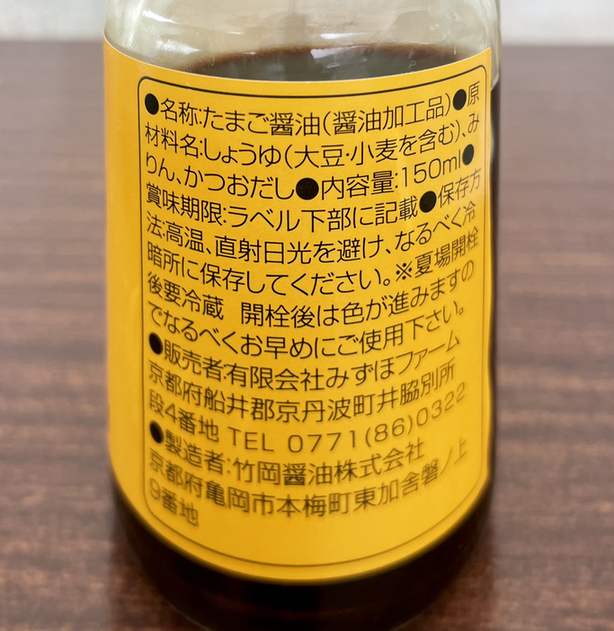 ●名称:たまご醤油(醤油加工品)●原
材料名:しょうゆ(大豆・小麦を含む)、み
りん、かつおだし●内容量:150ml●
賞味期限:ラベル下部に記載●保存方
法:高温、直射日光を避け、なるべく冷
暗所に保存してください。※夏場開栓
後要冷蔵 開栓後は色が進みますの
でなるべくお早めにご使用下さい。
●販売者:有限会社みずほファーム
京都府船井郡京丹波町井脇別所
段4番地 TEL 0771(86)0322
●製造者:竹岡醤油株式会社
京都府亀岡市本梅町東加舎磐ノ上
9番地